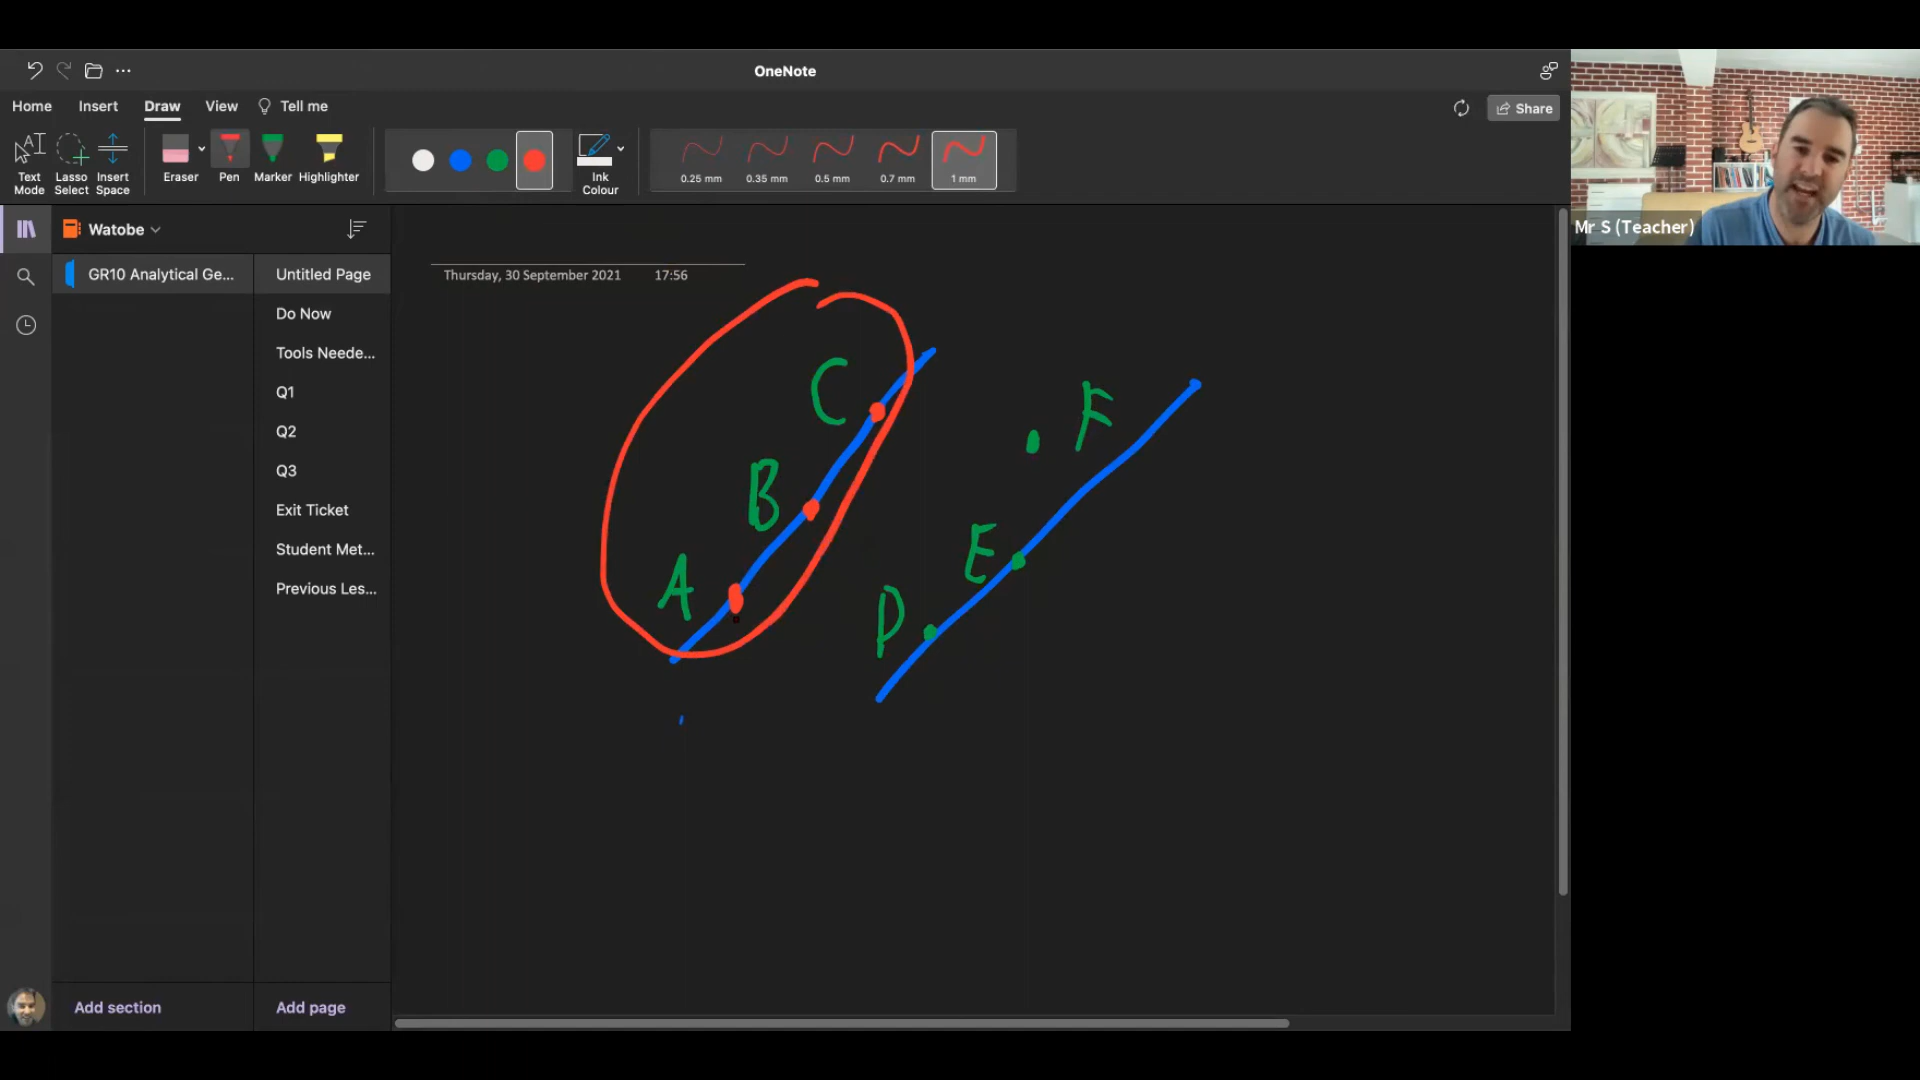 OneNote
Home Insert Draw View Tell me
Share
Text Mode
Lasso Select
Insert Space
Eraser
Pen
Marker
Highlighter
Ink Colour
0.25 mm
0.35 mm
0.5 mm
0.7 mm
1 mm
Mr S (Teacher)
Watobe
GR10 Analytical Ge...
Untitled Page
Do Now
Tools Neede...
Q1
Q2
Q3
Exit Ticket
Student Met...
Previous Les...
Add section
Add page
Thursday, 30 September 2021 17:56
C
F
B
E
A
D